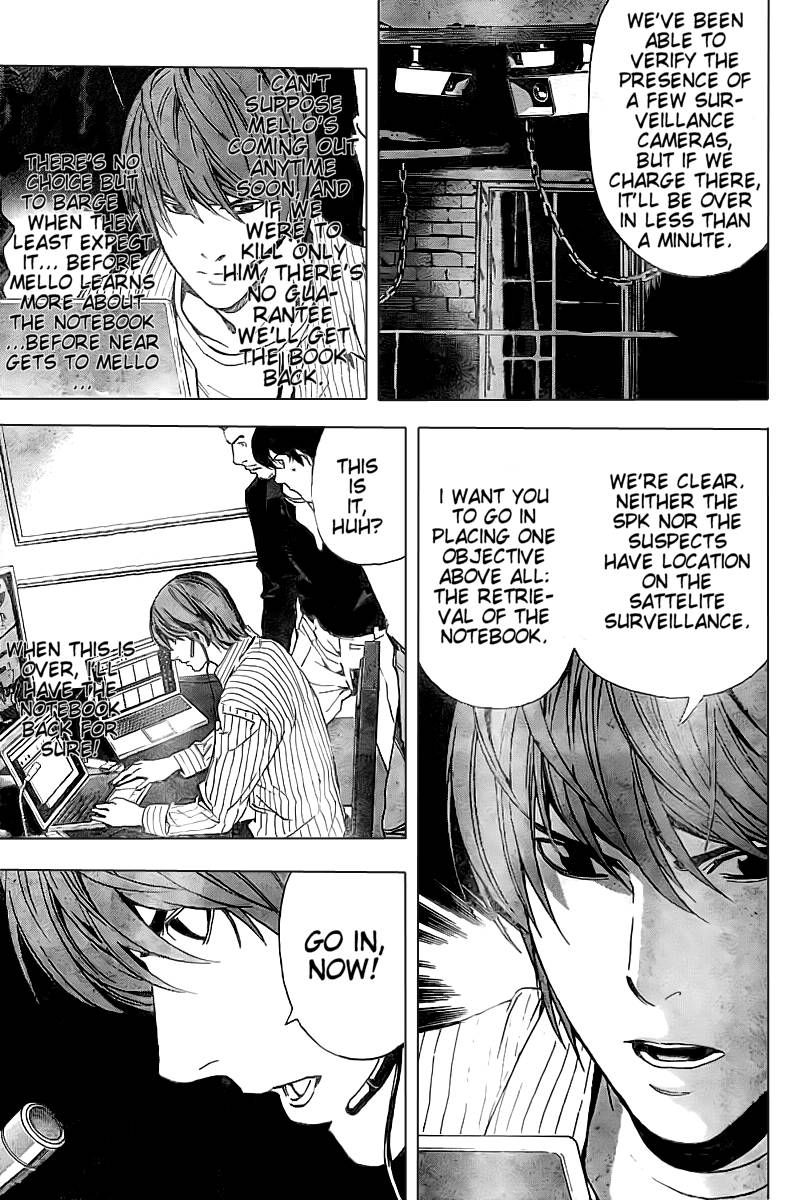 WE'VE BEEN
ABLE TO
VERIFY THE
PRESENCE OF
A FEW SUR-
VEILLANCE
CAMERAS,
BUT IF WE
CHARGE THERE,
IT'LL BE OVER
IN LESS THAN
A MINUTE.
I CAN'T
SUPPOSE
MELLO'S
COMING OUT
ANYTIME
SOON, AND
IF WE
WERE TO
KILL ONLY
HIM, THERE'S
NO GUA-
RANTEE
WE'LL GET
THE BOOK
BACK.
THERE'S NO
CHOICE BUT
TO BARGE
WHEN THEY
LEAST EXPECT
IT... BEFORE
MELLO LEARNS
MORE ABOUT
THE NOTEBOOK
...BEFORE NEAR
GETS TO MELLO
...
WE'RE CLEAR.
NEITHER THE
SPK NOR THE
SUSPECTS
HAVE LOCATION
ON THE
SATTELITE
SURVEILLANCE.
I WANT YOU
TO GO IN
PLACING ONE
OBJECTIVE
ABOVE ALL:
THE RETRIE-
VAL OF THE
NOTEBOOK.
THIS
IS
IT,
HUH?
WHEN THIS IS
OVER, I'LL
HAVE THE
NOTEBOOK
BACK FOR
SURE!
GO IN,
NOW!